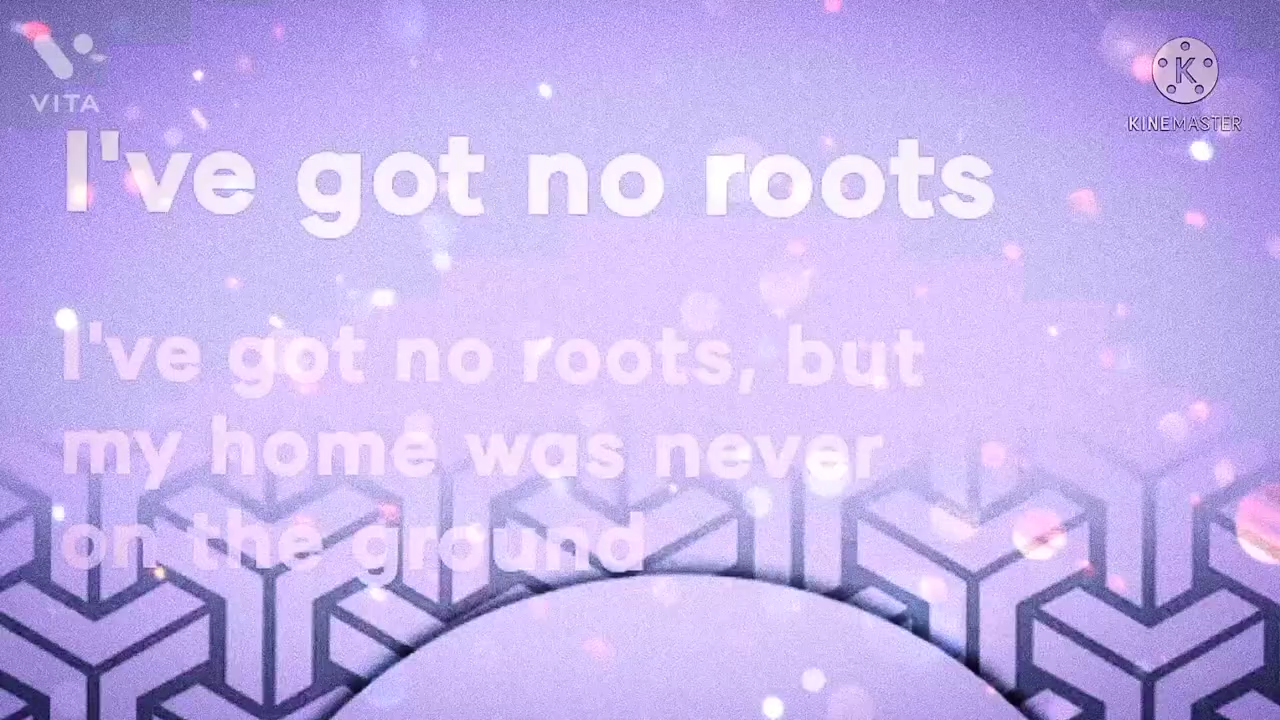 VITA
KINEMASTER
I've got no roots
I've got no roots, but
my home was never
on the ground